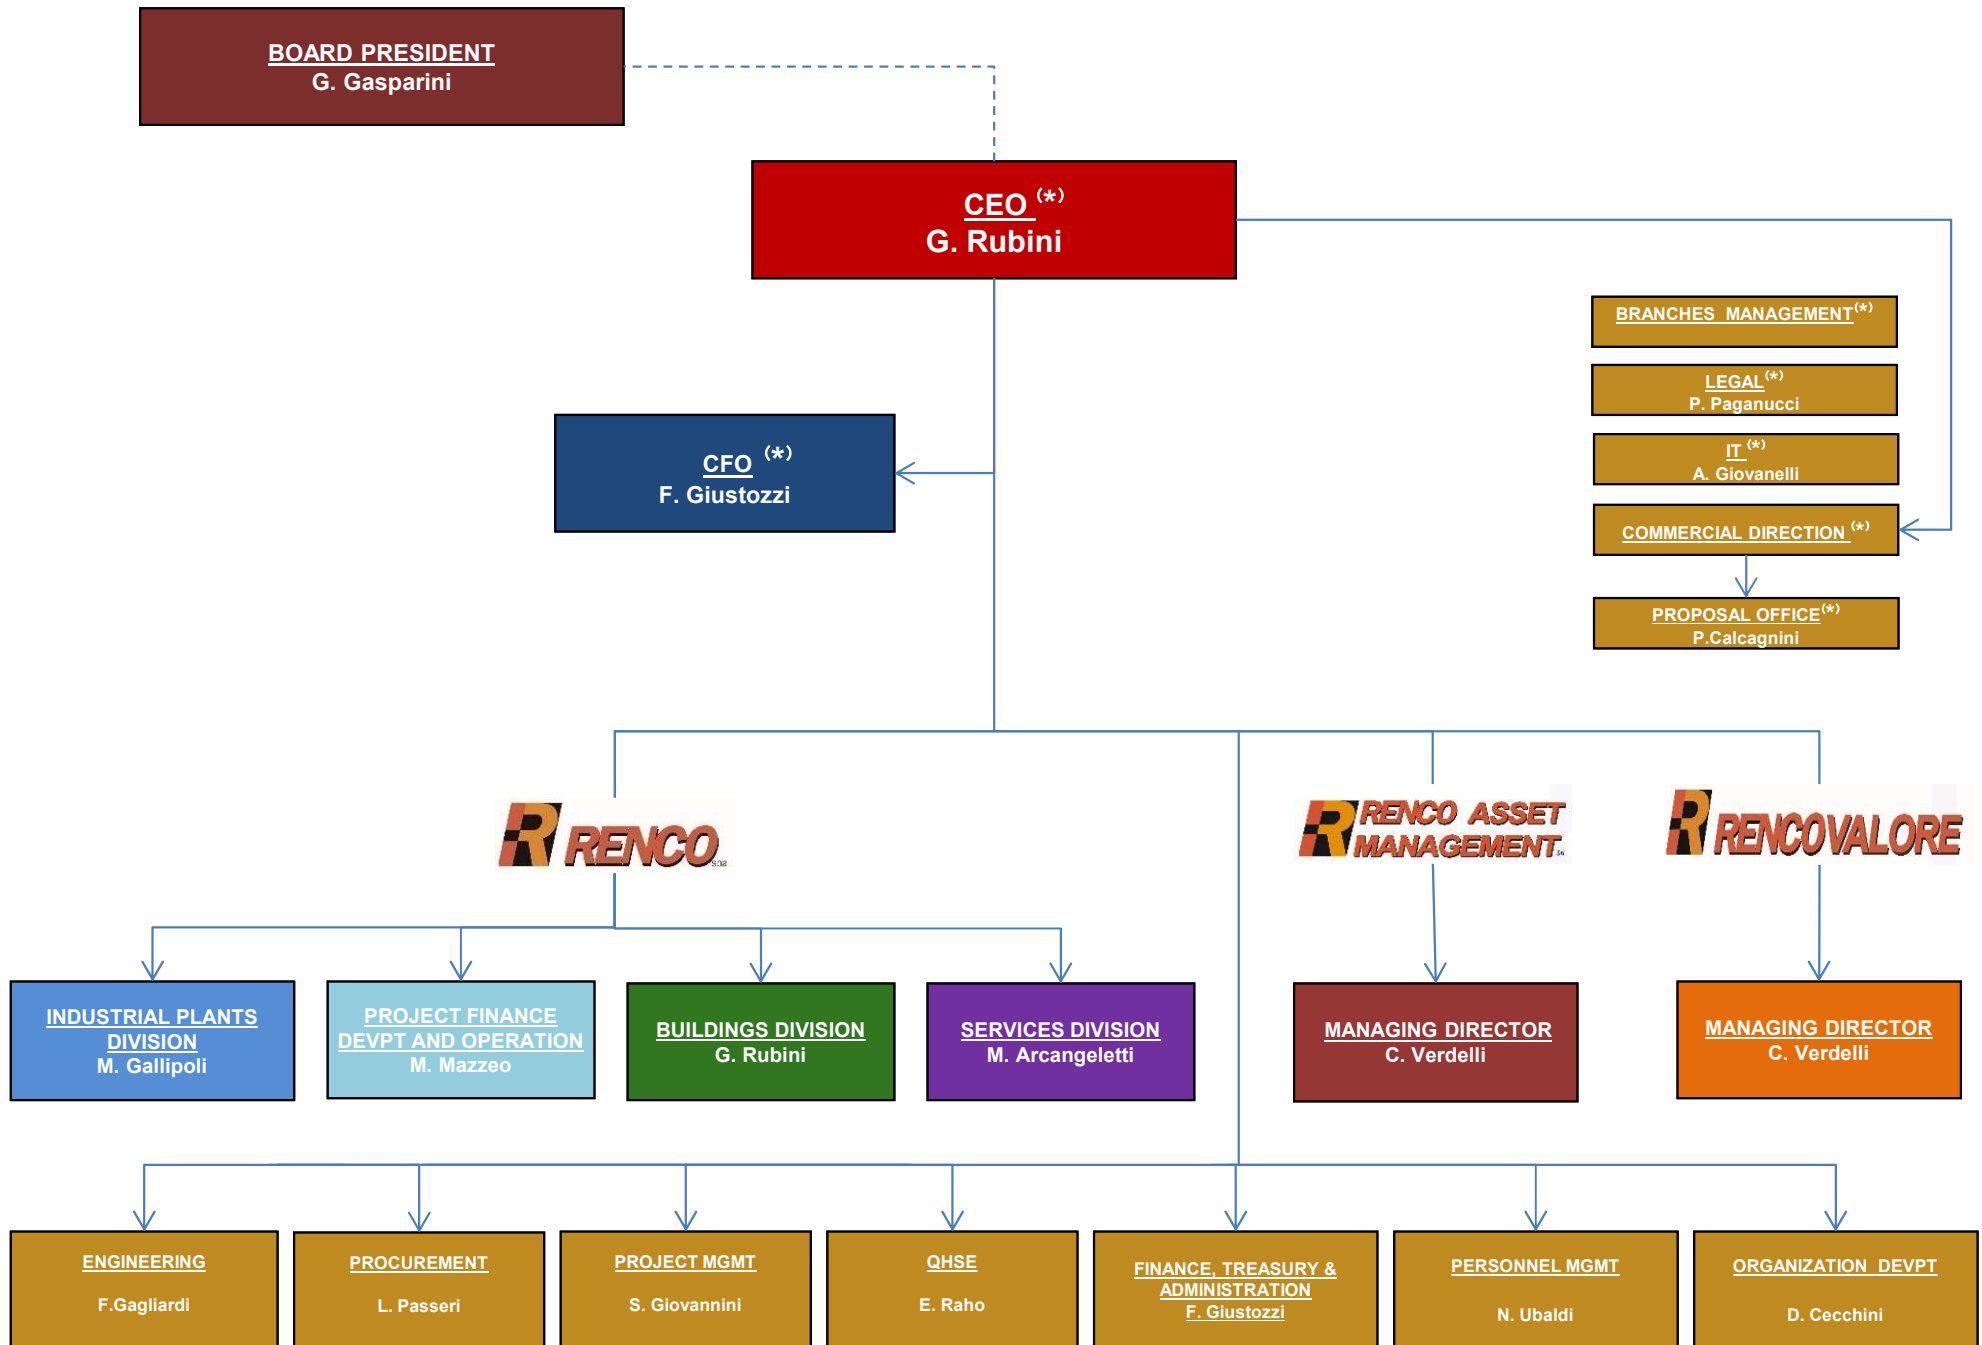 BOARD PRESIDENT
G. Gasparini
CEO (*)
G. Rubini
BRANCHES MANAGEMENT(*)
LEGAL(*)
P. Paganucci
IT (*)
A. Giovanelli
COMMERCIAL DIRECTION (*)
PROPOSAL OFFICE(*)
P.Calcagnini
CFO (*)
F. Giustozzi
R RENCO spa
R RENCO ASSET
MANAGEMENT Srl
R RENCOVALORE
INDUSTRIAL PLANTS
DIVISION
M. Gallipoli
PROJECT FINANCE
DEVPT AND OPERATION
M. Mazzeo
BUILDINGS DIVISION
G. Rubini
SERVICES DIVISION
M. Arcangeletti
MANAGING DIRECTOR
C. Verdelli
MANAGING DIRECTOR
C. Verdelli
ENGINEERING
F.Gagliardi
PROCUREMENT
L. Passeri
PROJECT MGMT
S. Giovannini
QHSE
E. Raho
FINANCE, TREASURY &
ADMINISTRATION
F. Giustozzi
PERSONNEL MGMT
N. Ubaldi
ORGANIZATION DEVPT
D. Cecchini